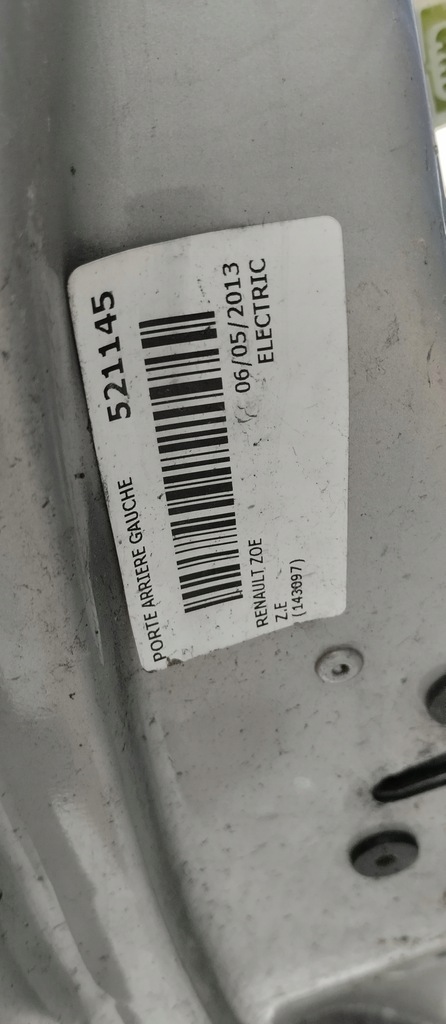 PORTE ARRIERE GAUCHE 521145
RENAULT ZOE 06/05/2013
Z.E ELECTRIC
(143097)